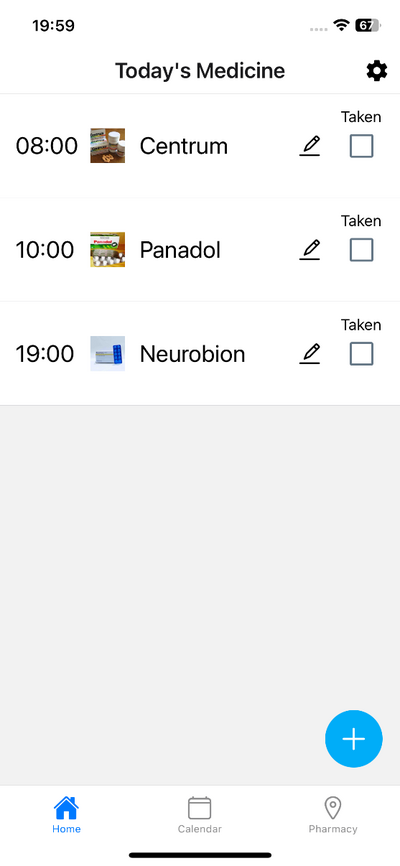 19:59
67
Today's Medicine
Taken
08:00 Centrum
Taken
10:00 Panadol
Taken
19:00 Neurobion
Home Calendar Pharmacy